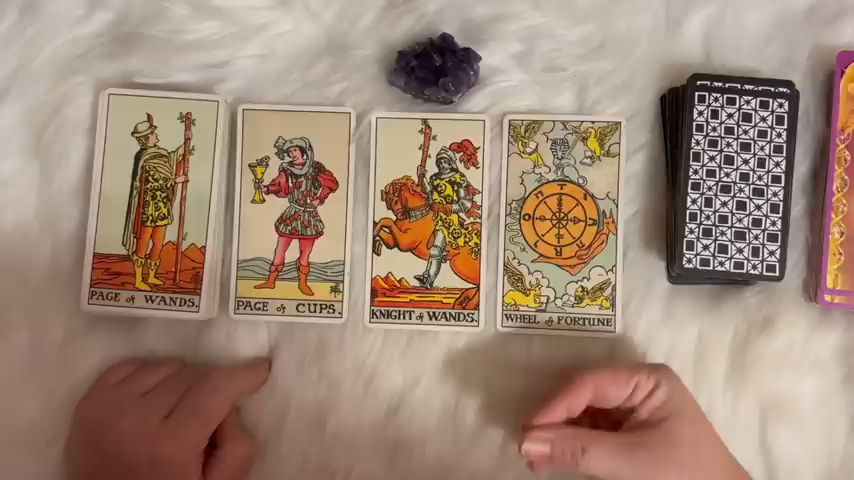 PAGE of WANDS.
PAGE of CUPS.
KNIGHT of WANDS.
WHEEL of FORTUNE